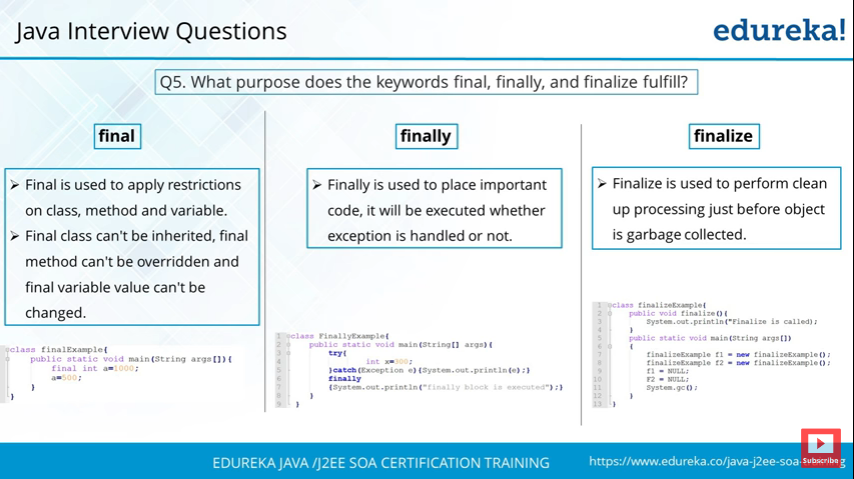 Java Interview Questions
edureka!
Q5. What purpose does the keywords final, finally, and finalize fulfill?
final
➤ Final is used to apply restrictions
on class, method and variable.
➤ Final class can't be inherited, final
method can't be overridden and
final variable value can't be
changed.
class finalExample{
public static void main(String args[]){
final int a=1000;
a=500;
}
}
finally
➤ Finally is used to place important
code, it will be executed whether
exception is handled or not.
1 class FinallyExample{
2 public static void main(String[] args){
3 try{
4 int x=300;
5 }catch(Exception e){System.out.println(e);}
6 finally
7 {System.out.println("finally block is executed");}
8 }
9 }
finalize
➤ Finalize is used to perform clean
up processing just before object
is garbage collected.
1 class finalizeExample{
2 public void finalize(){
3 System.out.println("Finalize is called);
4 }
5 public static void main(String args[])
6 {
7 finalizeExample f1 = new finalizeExample();
8 finalizeExample f2 = new finalizeExample();
9 f1 = NULL;
10 F2 = NULL;
11 System.gc();
12 }
13 }
EDUREKA JAVA /J2EE SOA CERTIFICATION TRAINING
https://www.edureka.co/java-j2ee-soa-
Subscribe